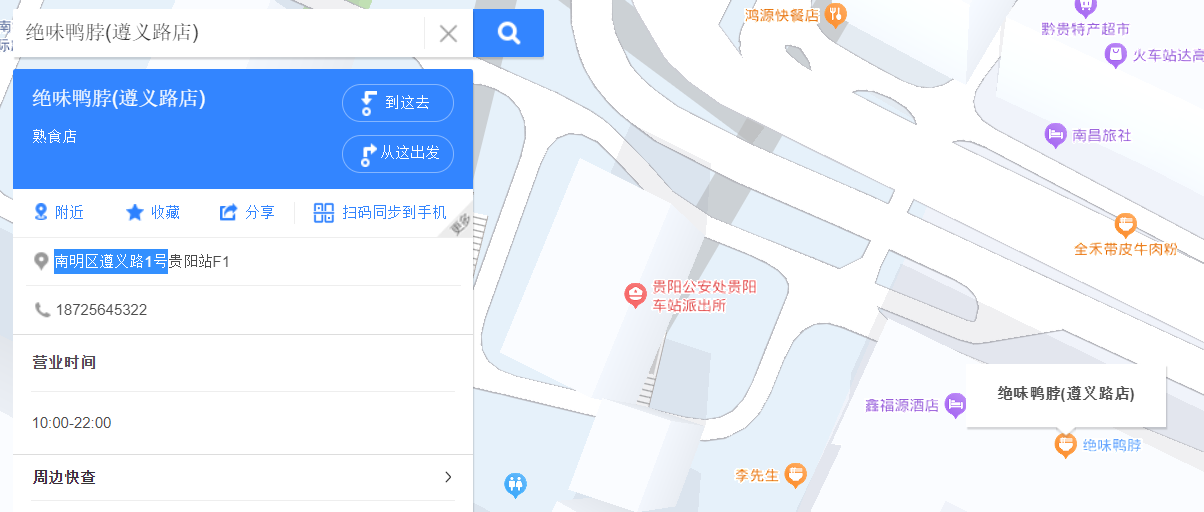 绝味鸭脖(遵义路店)
绝味鸭脖(遵义路店)
熟食店
到这去
从这出发
附近
收藏
分享
扫码同步到手机
更多
南明区遵义路1号贵阳站F1
18725645322
营业时间
10:00-22:00
周边快查
鸿源快餐店
黔贵特产超市
火车站达高
南昌旅社
全禾带皮牛肉粉
贵阳公安处贵阳
车站派出所
鑫福源酒店
绝味鸭脖(遵义路店)
绝味鸭脖
李先生